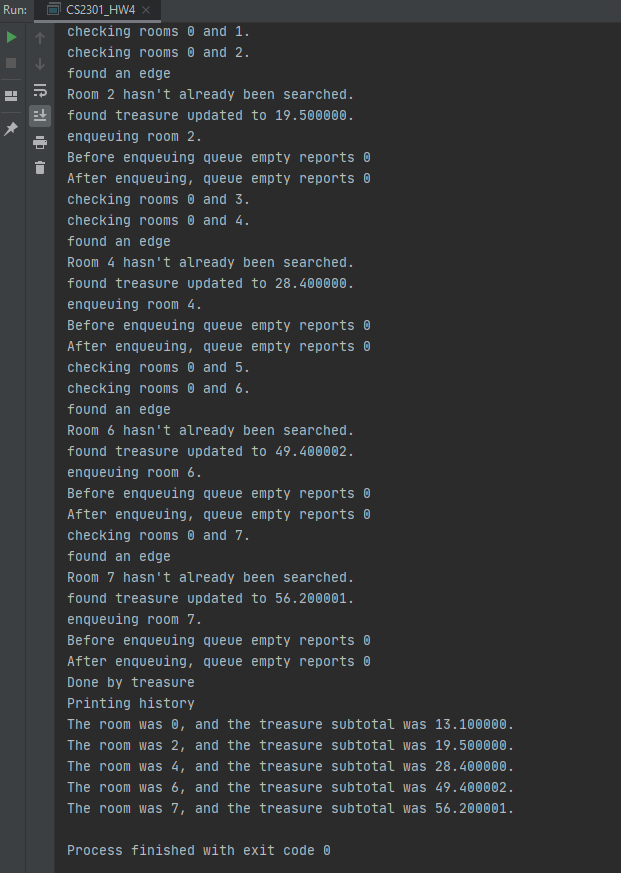 Run: CS2301_HW4
checking rooms 0 and 1.
checking rooms 0 and 2.
found an edge
Room 2 hasn't already been searched.
found treasure updated to 19.500000.
enqueuing room 2.
Before enqueuing queue empty reports 0
After enqueuing, queue empty reports 0
checking rooms 0 and 3.
checking rooms 0 and 4.
found an edge
Room 4 hasn't already been searched.
found treasure updated to 28.400000.
enqueuing room 4.
Before enqueuing queue empty reports 0
After enqueuing, queue empty reports 0
checking rooms 0 and 5.
checking rooms 0 and 6.
found an edge
Room 6 hasn't already been searched.
found treasure updated to 49.400002.
enqueuing room 6.
Before enqueuing queue empty reports 0
After enqueuing, queue empty reports 0
checking rooms 0 and 7.
found an edge
Room 7 hasn't already been searched.
found treasure updated to 56.200001.
enqueuing room 7.
Before enqueuing queue empty reports 0
After enqueuing, queue empty reports 0
Done by treasure
Printing history
The room was 0, and the treasure subtotal was 13.100000.
The room was 2, and the treasure subtotal was 19.500000.
The room was 4, and the treasure subtotal was 28.400000.
The room was 6, and the treasure subtotal was 49.400002.
The room was 7, and the treasure subtotal was 56.200001.
Process finished with exit code 0